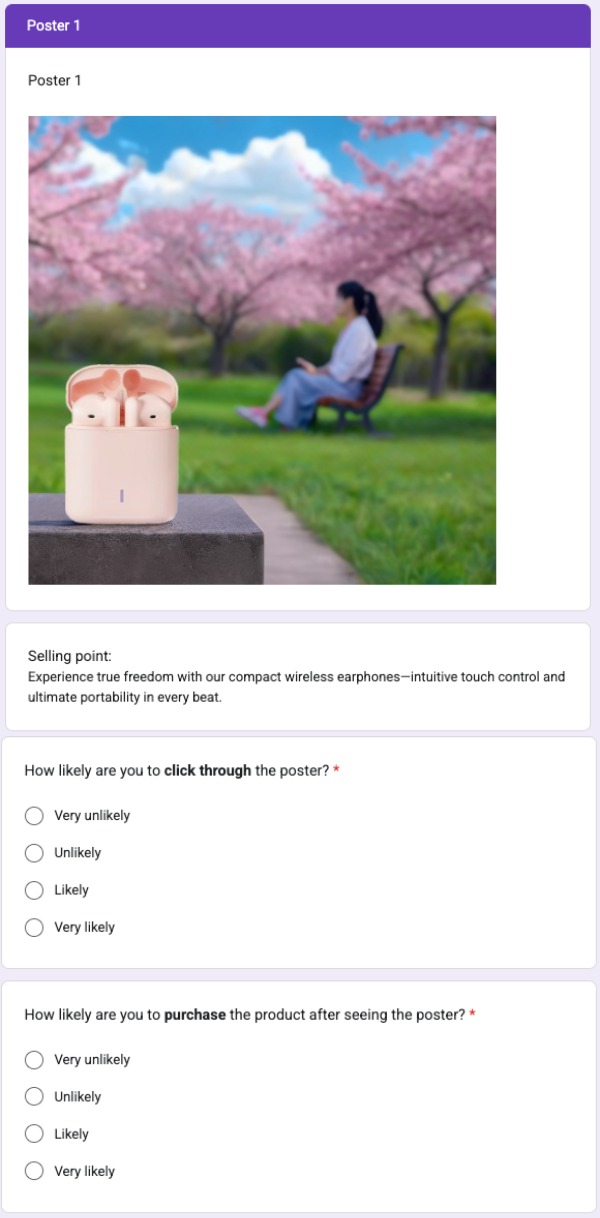 Poster 1
Poster 1
Selling point:
Experience true freedom with our compact wireless earphones—intuitive touch control and
ultimate portability in every beat.
How likely are you to click through the poster? *
Very unlikely
Unlikely
Likely
Very likely
How likely are you to purchase the product after seeing the poster? *
Very unlikely
Unlikely
Likely
Very likely